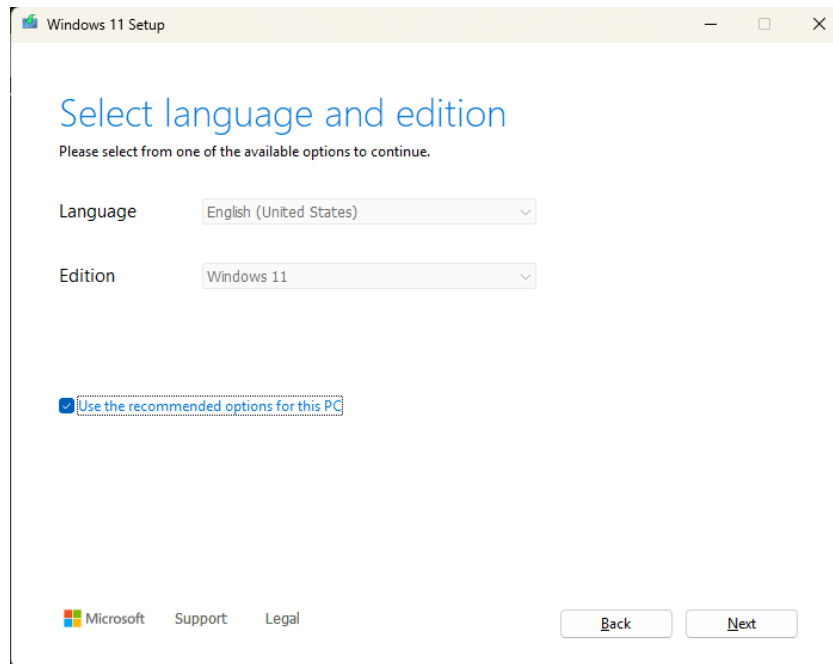 Windows 11 Setup
Select language and edition
Please select from one of the available options to continue.
Language English (United States)
Edition Windows 11
Use the recommended options for this PC
Microsoft Support Legal Back Next